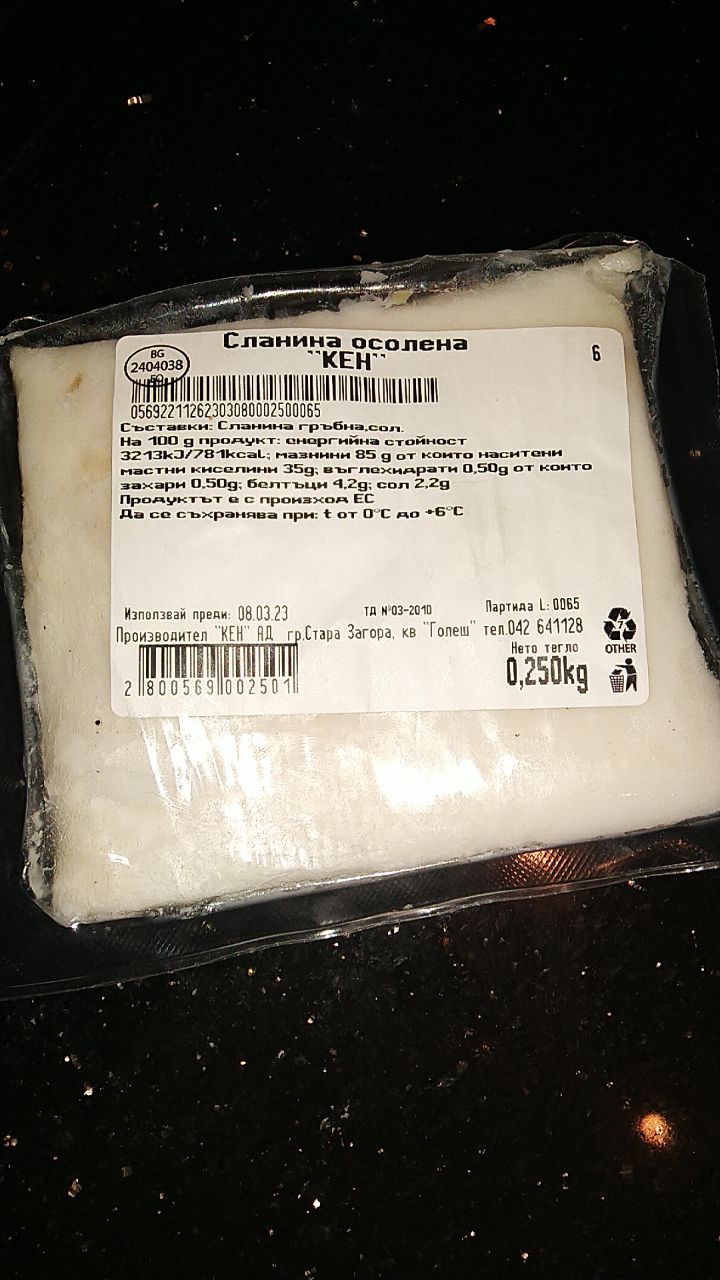 Сланина осолена
"КЕН"
6
BG
2404038
EO
05692211262303080002500065
Съставки: Сланина гръбна,сол.
На 100 g продукт: енергийна стойност
3213kJ/781kcal; мазнини 85 g от които наситени
мастни киселини 35g; въглехидрати 0,50g от които
захари 0,50g; белтъци 4,2g; сол 2,2g
Продуктът е с произход ЕС
Да се съхранява при: t от 0°C до +6°C
Използвай преди: 08.03.23 ТД №03-2010 Партида L: 0065
Производител "КЕН" АД гр.Стара Загора, кв "Голеш" тел.042 641128
7
OTHER
Нето тегло
0,250kg
2 800569 002501